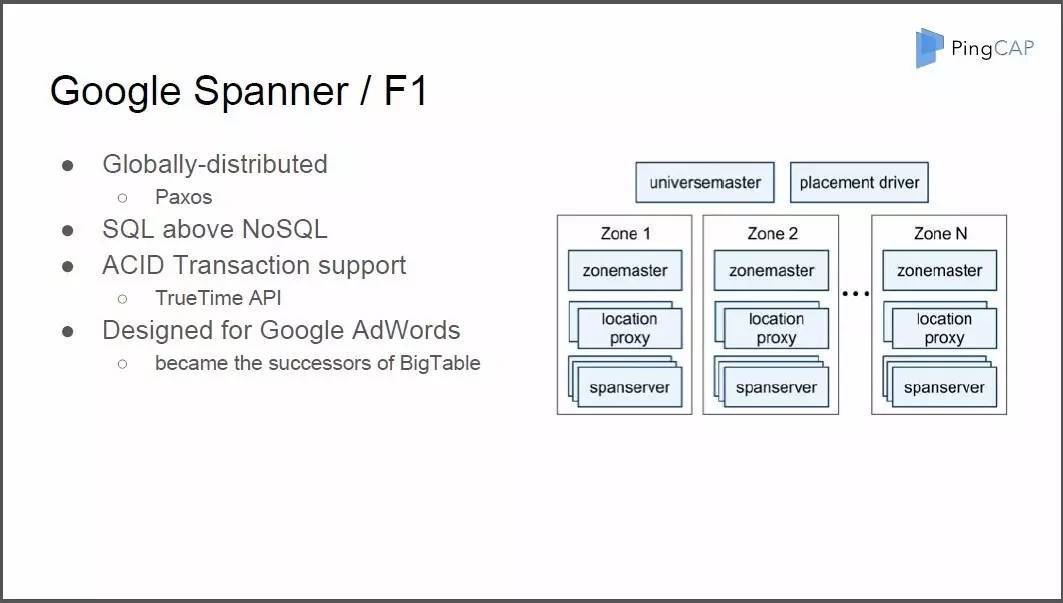 PingCAP
Google Spanner / F1
● Globally-distributed
○ Paxos
● SQL above NoSQL
● ACID Transaction support
○ TrueTime API
● Designed for Google AdWords
○ became the successors of BigTable
universemaster
placement driver
Zone 1
zonemaster
location
proxy
spanserver
Zone 2
zonemaster
location
proxy
spanserver
...
Zone N
zonemaster
location
proxy
spanserver